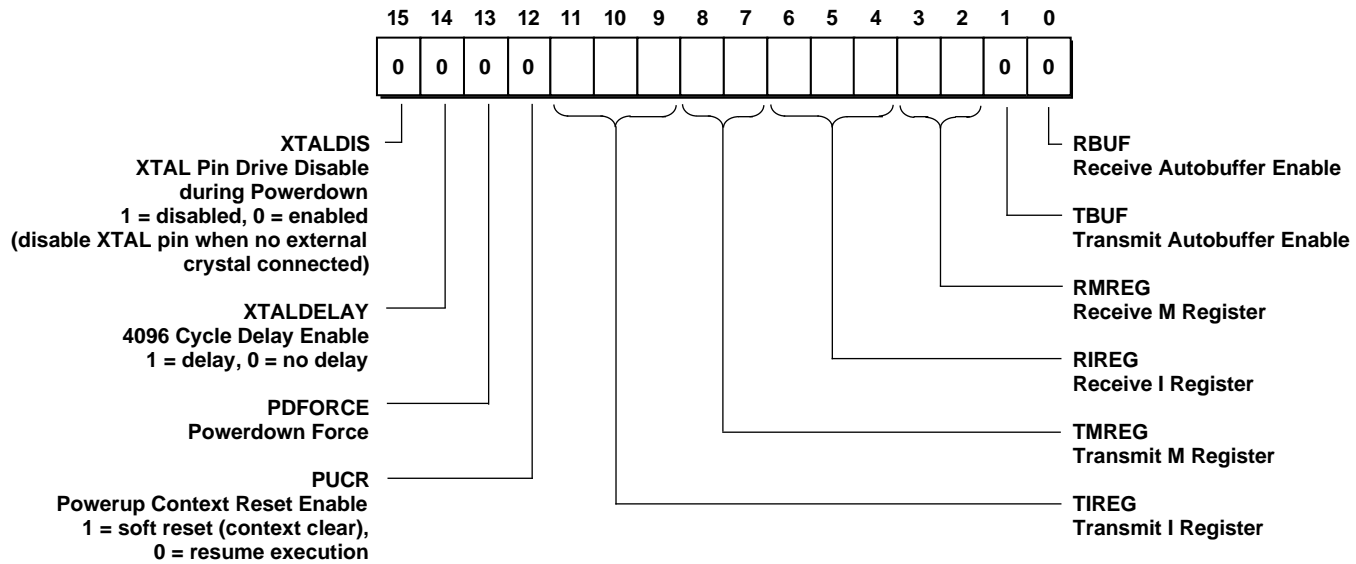 15 14 13 12 11 10 9 8 7 6 5 4 3 2 1 0
0 0 0 0 0 0
XTALDIS
XTAL Pin Drive Disable
during Powerdown
1 = disabled, 0 = enabled
(disable XTAL pin when no external
crystal connected)
XTALDELAY
4096 Cycle Delay Enable
1 = delay, 0 = no delay
PDFORCE
Powerdown Force
PUCR
Powerup Context Reset Enable
1 = soft reset (context clear),
0 = resume execution
RBUF
Receive Autobuffer Enable
TBUF
Transmit Autobuffer Enable
RMREG
Receive M Register
RIREG
Receive I Register
TMREG
Transmit M Register
TIREG
Transmit I Register